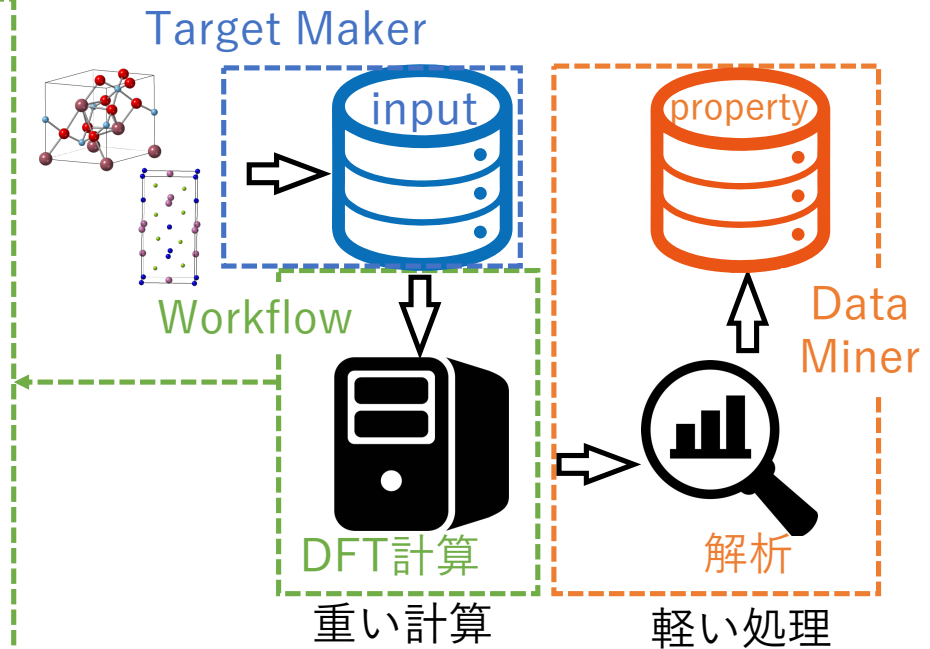 Target Maker
input
property
Workflow
Data
Miner
DFT計算
解析
重い計算
軽い処理